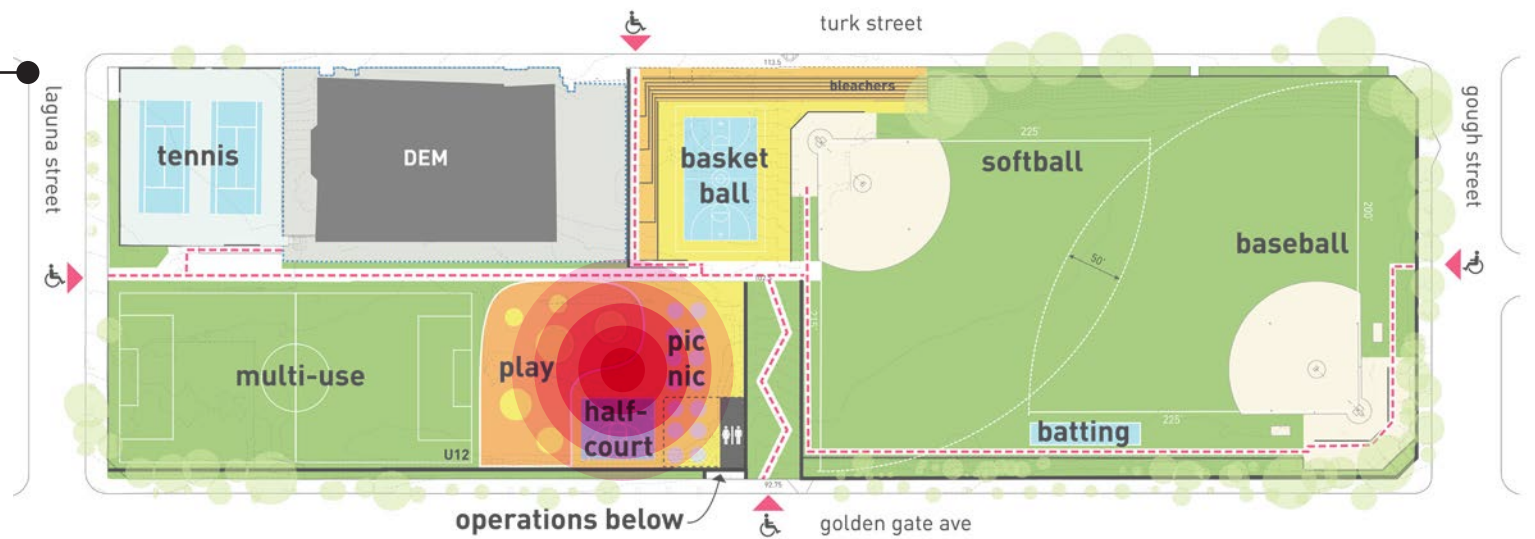 turk street
113.5
laguna street
gough street
bleachers
tennis
DEM
basket
ball
225'
softball
200'
baseball
50'
multi-use
play
pic
nic
half-
court
U12
225'
batting
92.75
operations below
golden gate ave